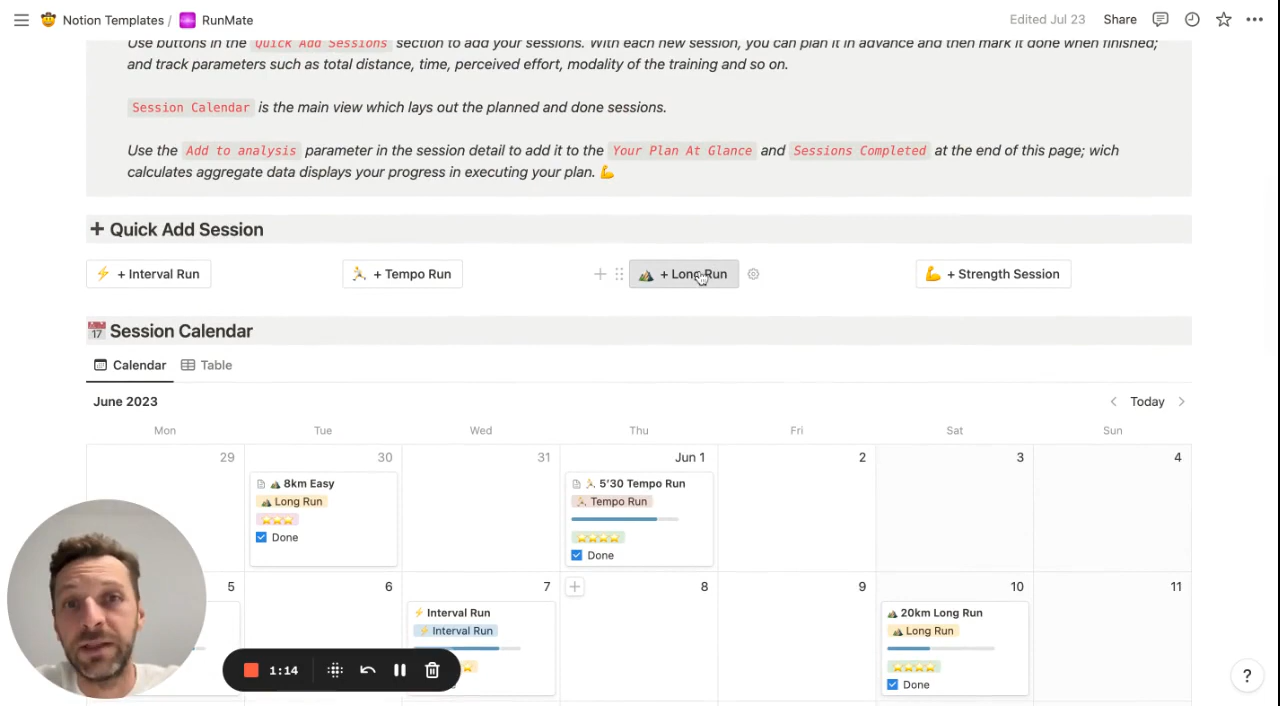 Notion Templates / RunMate
Edited Jul 23 Share
Use buttons in the Quick Add Sessions section to add your sessions. With each new session, you can plan it in advance and then mark it done when finished;
and track parameters such as total distance, time, perceived effort, modality of the training and so on.
Session Calendar is the main view which lays out the planned and done sessions.
Use the Add to analysis parameter in the session detail to add it to the Your Plan At Glance and Sessions Completed at the end of this page; wich
calculates aggregate data displays your progress in executing your plan. 💪
+ Quick Add Session
⚡ + Interval Run
🏃 + Tempo Run
⛰️ + Long Run
💪 + Strength Session
📅 Session Calendar
Calendar Table
June 2023
Today
Mon Tue Wed Thu Fri Sat Sun
29 30 31 Jun 1 2 3 4
⛰️ 8km Easy
⛰️ Long Run
⭐⭐⭐
Done
🏃 5’30 Tempo Run
🏃 Tempo Run
⭐⭐⭐⭐
Done
5 6 7 8 9 10 11
⚡ Interval Run
⚡ Interval Run
⛰️ 20km Long Run
⛰️ Long Run
⭐⭐⭐⭐
Done
1:14
?